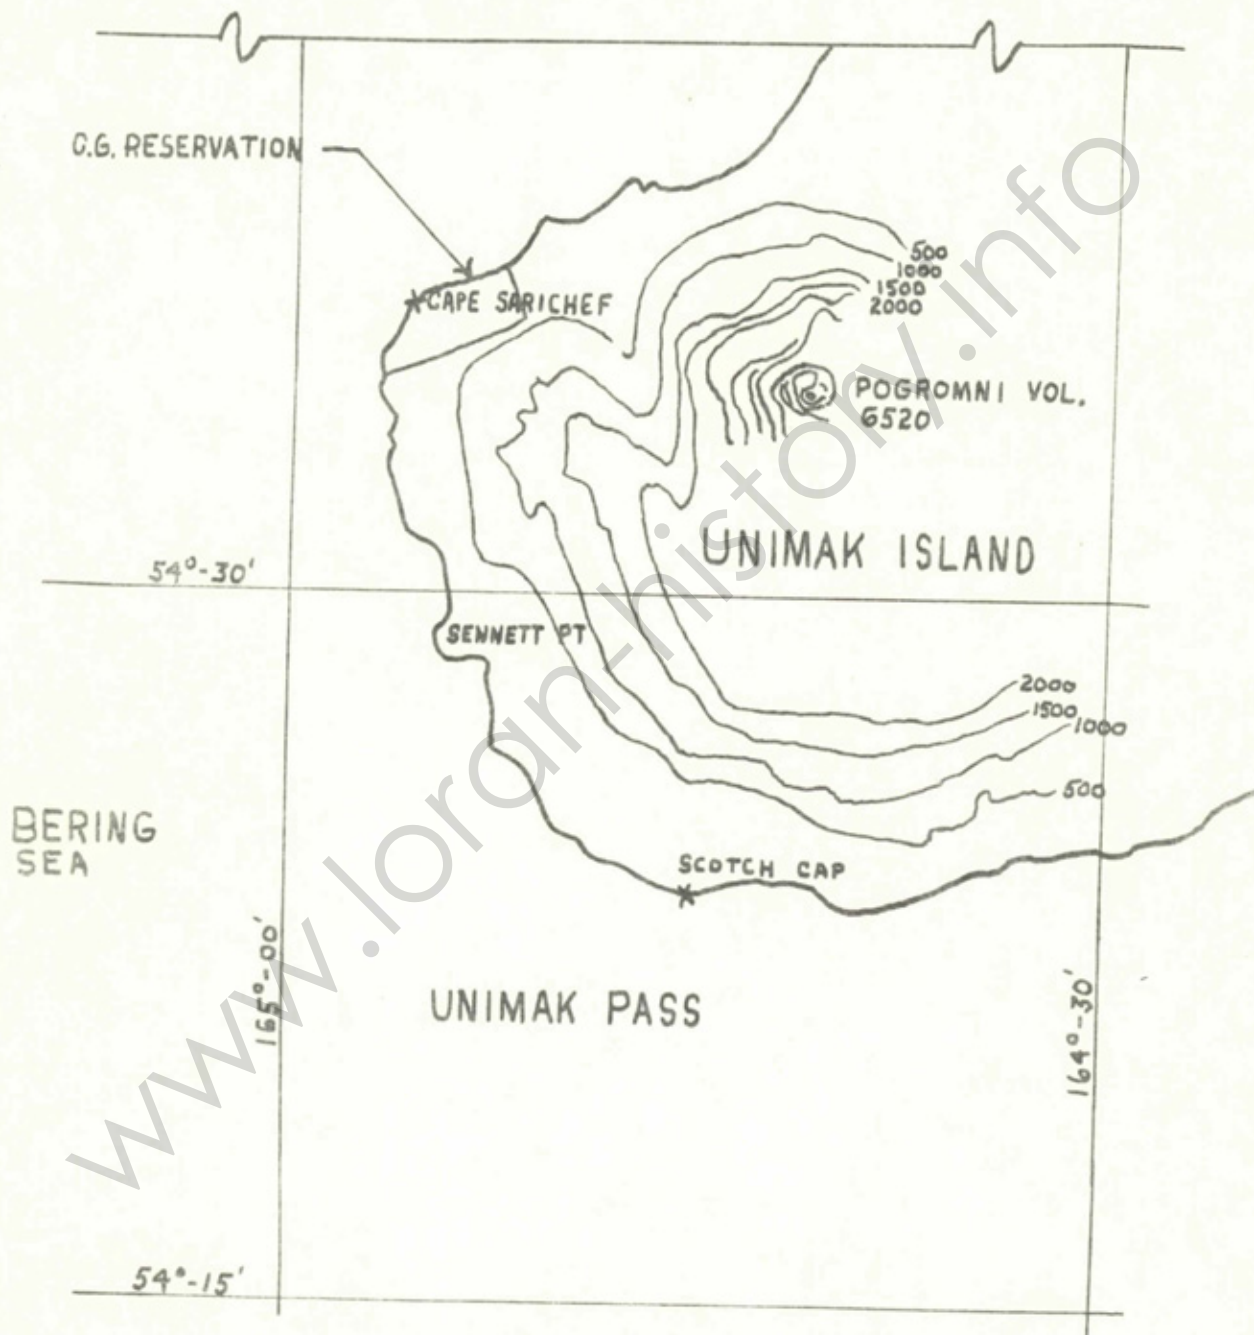 C.G. RESERVATION
CAPE SARICHEF
500
1000
1500
2000
POGROMNI VOL.
6520
UNIMAK ISLAND
54°-30'
SENNETT PT
2000
1500
1000
500
BERING
SEA
SCOTCH CAP
165°-00'
UNIMAK PASS
164°-30'
54°-15'
www.loran-history.info